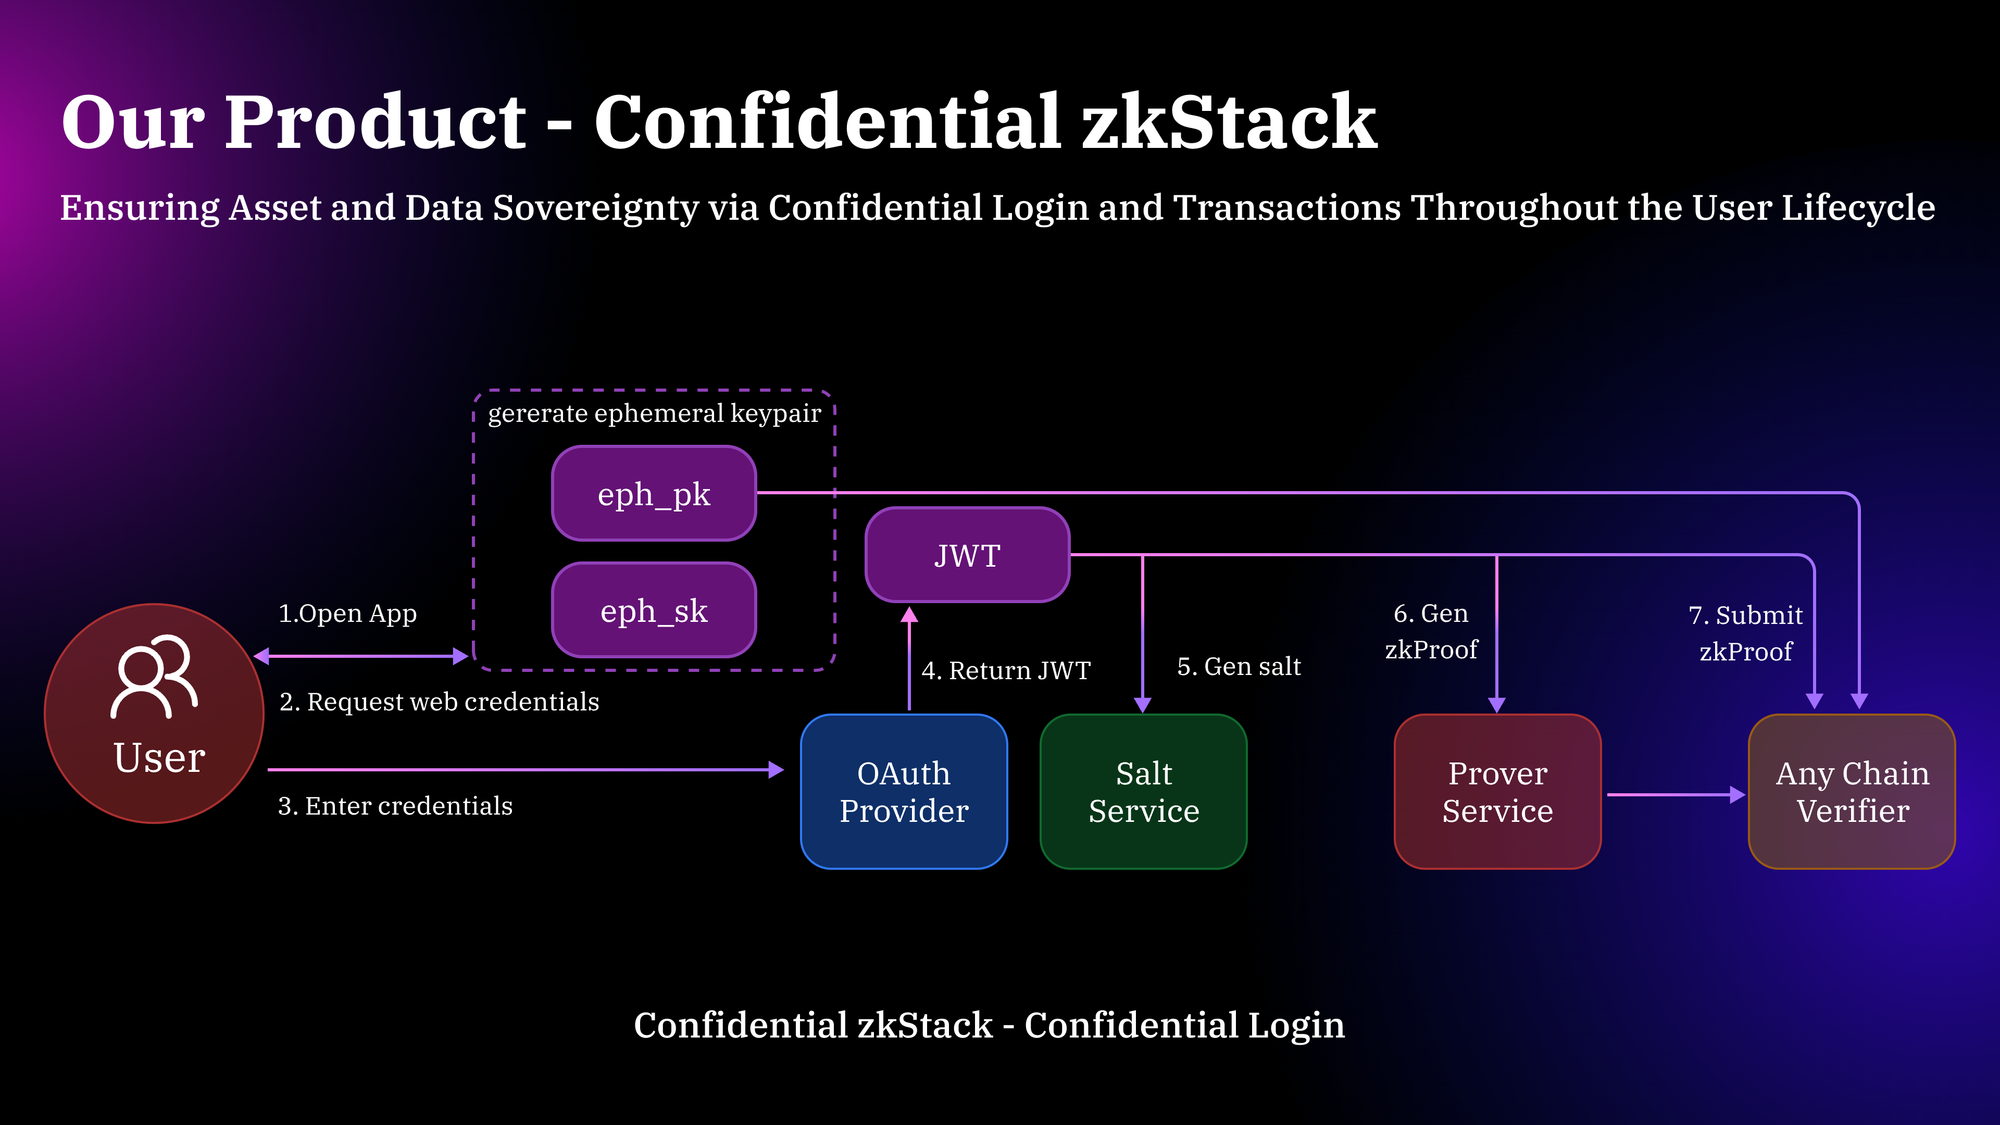 Our Product - Confidential zkStack
Ensuring Asset and Data Sovereignty via Confidential Login and Transactions Throughout the User Lifecycle
gererate ephemeral keypair
eph_pk
eph_sk
JWT
1.Open App
2. Request web credentials
3. Enter credentials
User
4. Return JWT
5. Gen salt
6. Gen
zkProof
7. Submit
zkProof
OAuth
Provider
Salt
Service
Prover
Service
Any Chain
Verifier
Confidential zkStack - Confidential Login